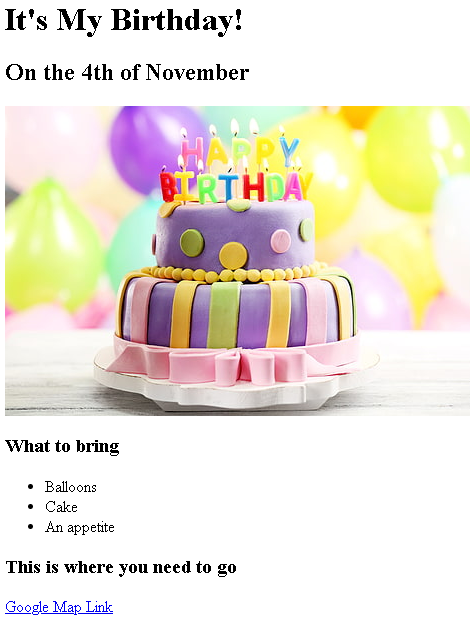 It's My Birthday!
On the 4th of November
HAPPY
BIRTHDAY
What to bring
Balloons
Cake
An appetite
This is where you need to go
Google Map Link